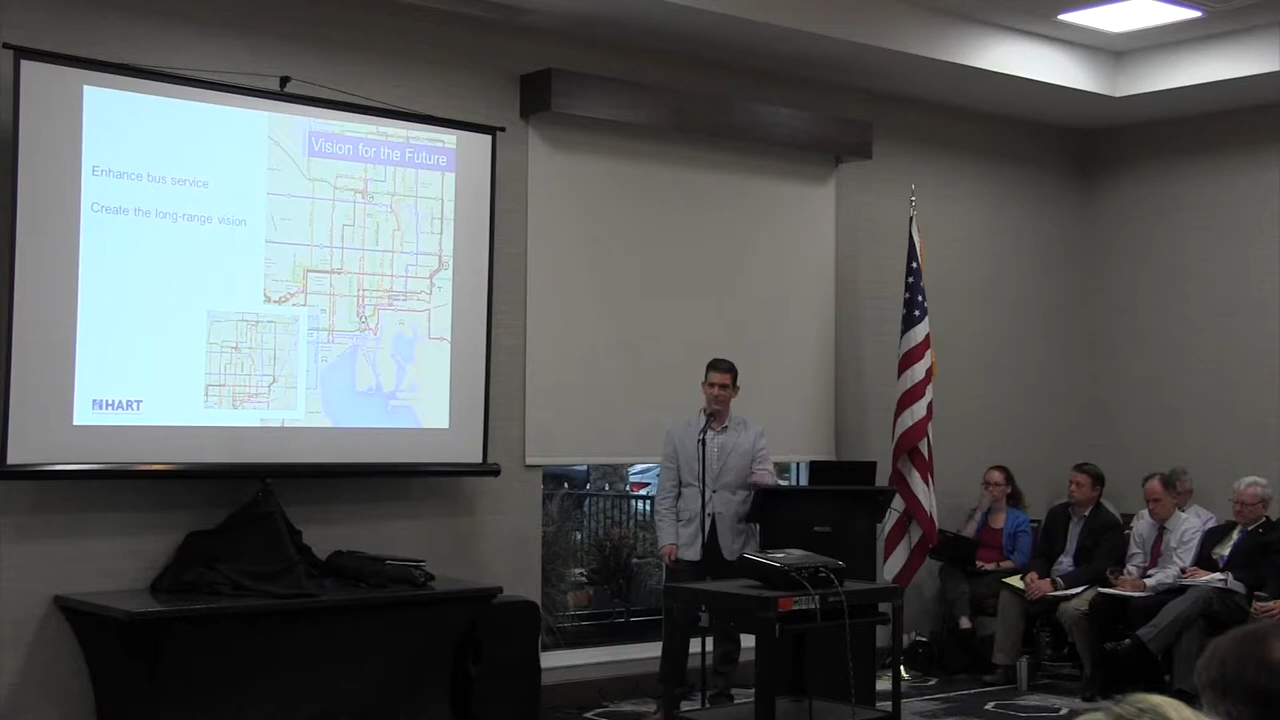 Vision for the Future
Enhance bus service
Create the long-range vision
HART